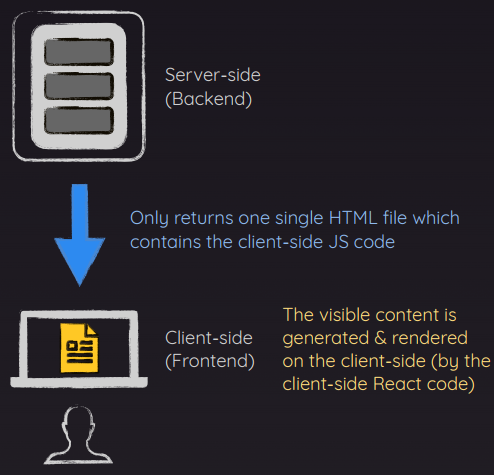 Server-side
(Backend)
Only returns one single HTML file which
contains the client-side JS code
Client-side
(Frontend)
The visible content is
generated & rendered
on the client-side (by the
client-side React code)